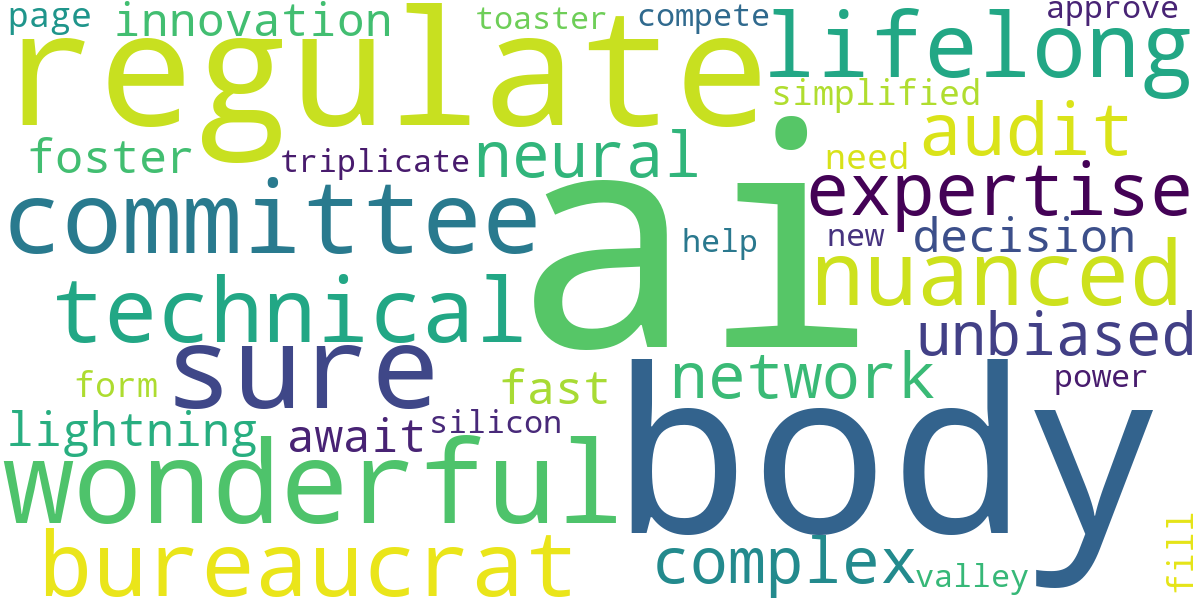 page
innovation
toaster
compete
approve
regulate
lifelong
simplified
audit
foster
triplicate
neural
need
expertise
committee
ai
help
new
decision
technical
nuanced
unbiased
sure
body
network
power
form
fast
lightning
await
silicon
wonderful
bureaucrat
complex
valley
fill